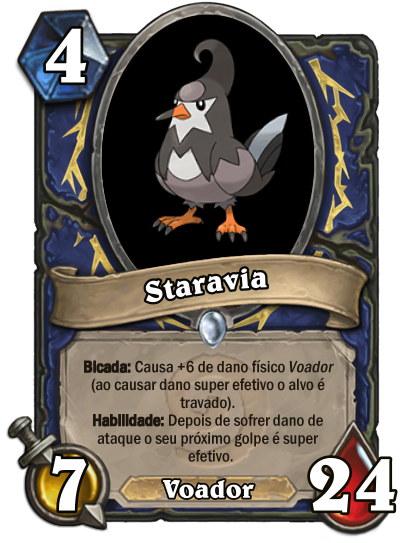 4
Staravia
Bicada: Causa +6 de dano físico Voador
(ao causar dano super efetivo o alvo é
travado).
Habilidade: Depois de sofrer dano de
ataque o seu próximo golpe é super
efetivo.
7
Voador
24